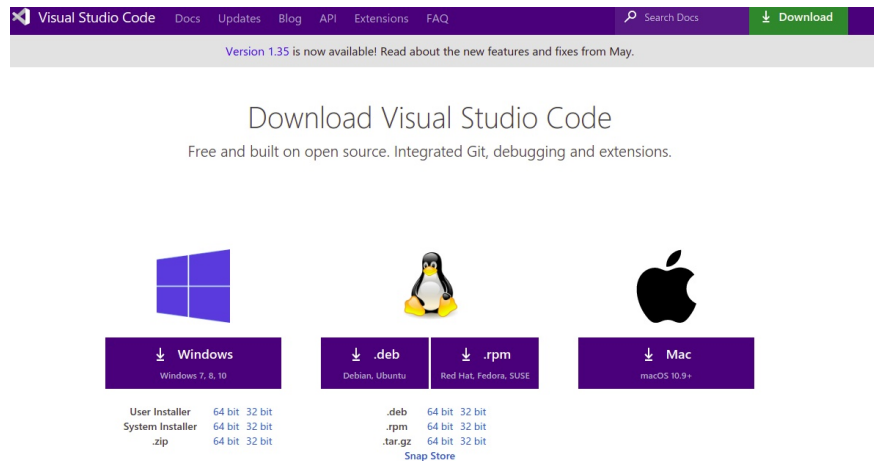 Visual Studio Code Docs Updates Blog API Extensions FAQ Search Docs Download
Version 1.35 is now available! Read about the new features and fixes from May.
Download Visual Studio Code
Free and built on open source. Integrated Git, debugging and extensions.
Windows
Windows 7, 8, 10
.deb
Debian, Ubuntu
.rpm
Red Hat, Fedora, SUSE
Mac
macOS 10.9+
User Installer 64 bit 32 bit
System Installer 64 bit 32 bit
.zip 64 bit 32 bit
.deb 64 bit 32 bit
.rpm 64 bit 32 bit
.tar.gz 64 bit 32 bit
Snap Store